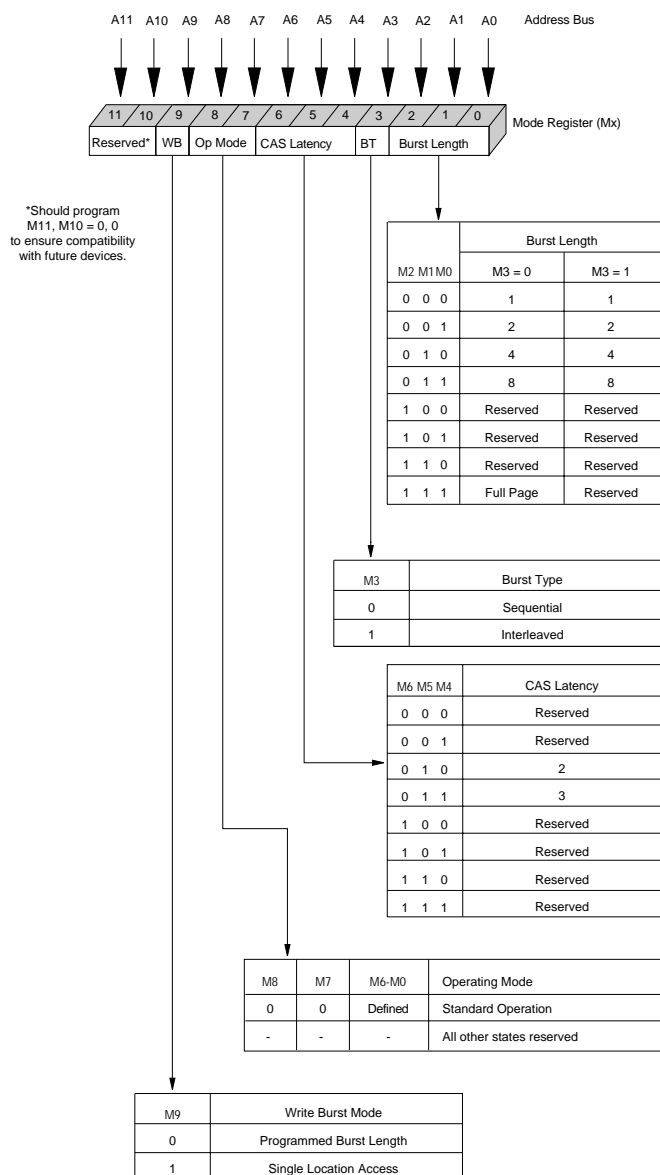 A11 A10 A9 A8 A7 A6 A5 A4 A3 A2 A1 A0 Address Bus
11 10 9 8 7 6 5 4 3 2 1 0
Mode Register (Mx)
Reserved* WB Op Mode CAS Latency BT Burst Length
*Should program
M11, M10 = 0, 0
to ensure compatibility
with future devices.
Burst Length
M2 M1 M0 M3 = 0 M3 = 1
0 0 0 1 1
0 0 1 2 2
0 1 0 4 4
0 1 1 8 8
1 0 0 Reserved Reserved
1 0 1 Reserved Reserved
1 1 0 Reserved Reserved
1 1 1 Full Page Reserved
M3 Burst Type
0 Sequential
1 Interleaved
M6 M5 M4 CAS Latency
0 0 0 Reserved
0 0 1 Reserved
0 1 0 2
0 1 1 3
1 0 0 Reserved
1 0 1 Reserved
1 1 0 Reserved
1 1 1 Reserved
M8 M7 M6-M0 Operating Mode
0 0 Defined Standard Operation
- - - All other states reserved
M9 Write Burst Mode
0 Programmed Burst Length
1 Single Location Access